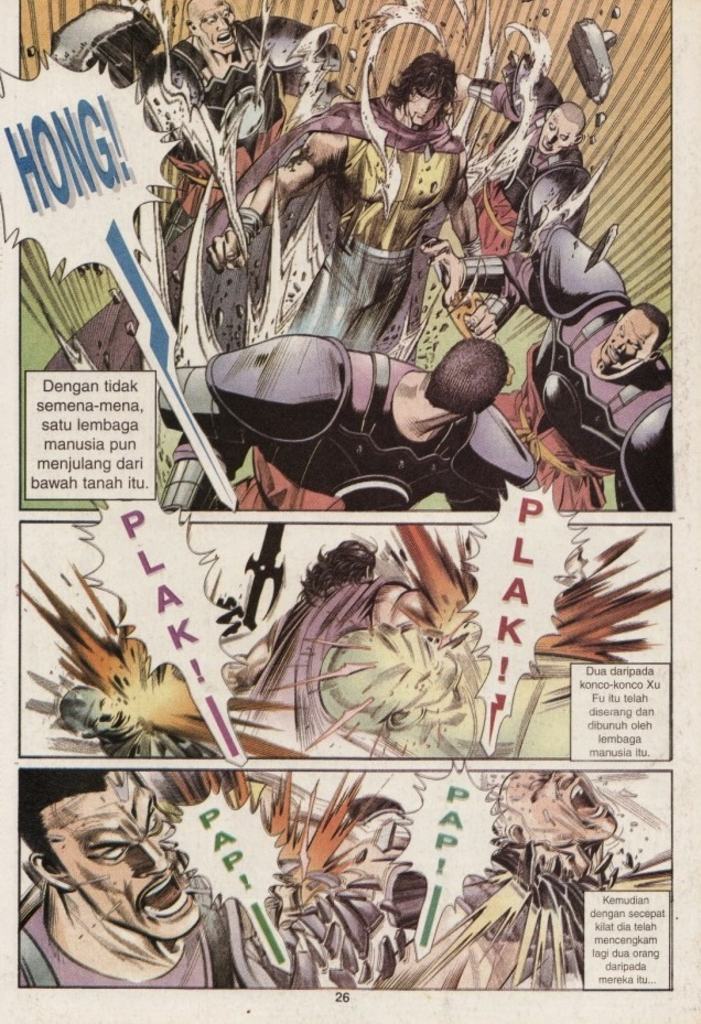 HONG!
Dengan tidak
semena-mena,
satu lembaga
manusia pun
menjulang dari
bawah tanah itu.
PLAK!
PLAK!
Dua daripada
konco-konco Xu
Fu itu telah
diserang dan
dibunuh oleh
lembaga
manusia itu.
PAP!
PAP!
Kemudian
dengan secepat
kilat dia telah
mencengkam
lagi dua orang
daripada
mereka itu...
26